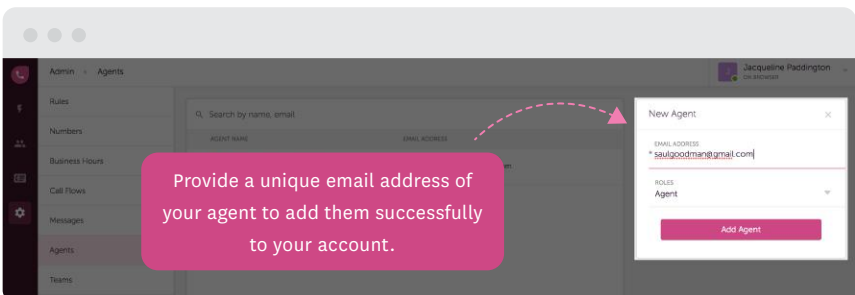 Admin › Agents
Jacqueline Paddington
Rules
Numbers
Business Hours
Call Flows
Messages
Agents
Teams
Search by name, email
AGENT NAME EMAIL ADDRESS
Provide a unique email address of
your agent to add them successfully
to your account.
New Agent
EMAIL ADDRESS
* saulgoodman@gmail.com
ROLES
Agent
Add Agent